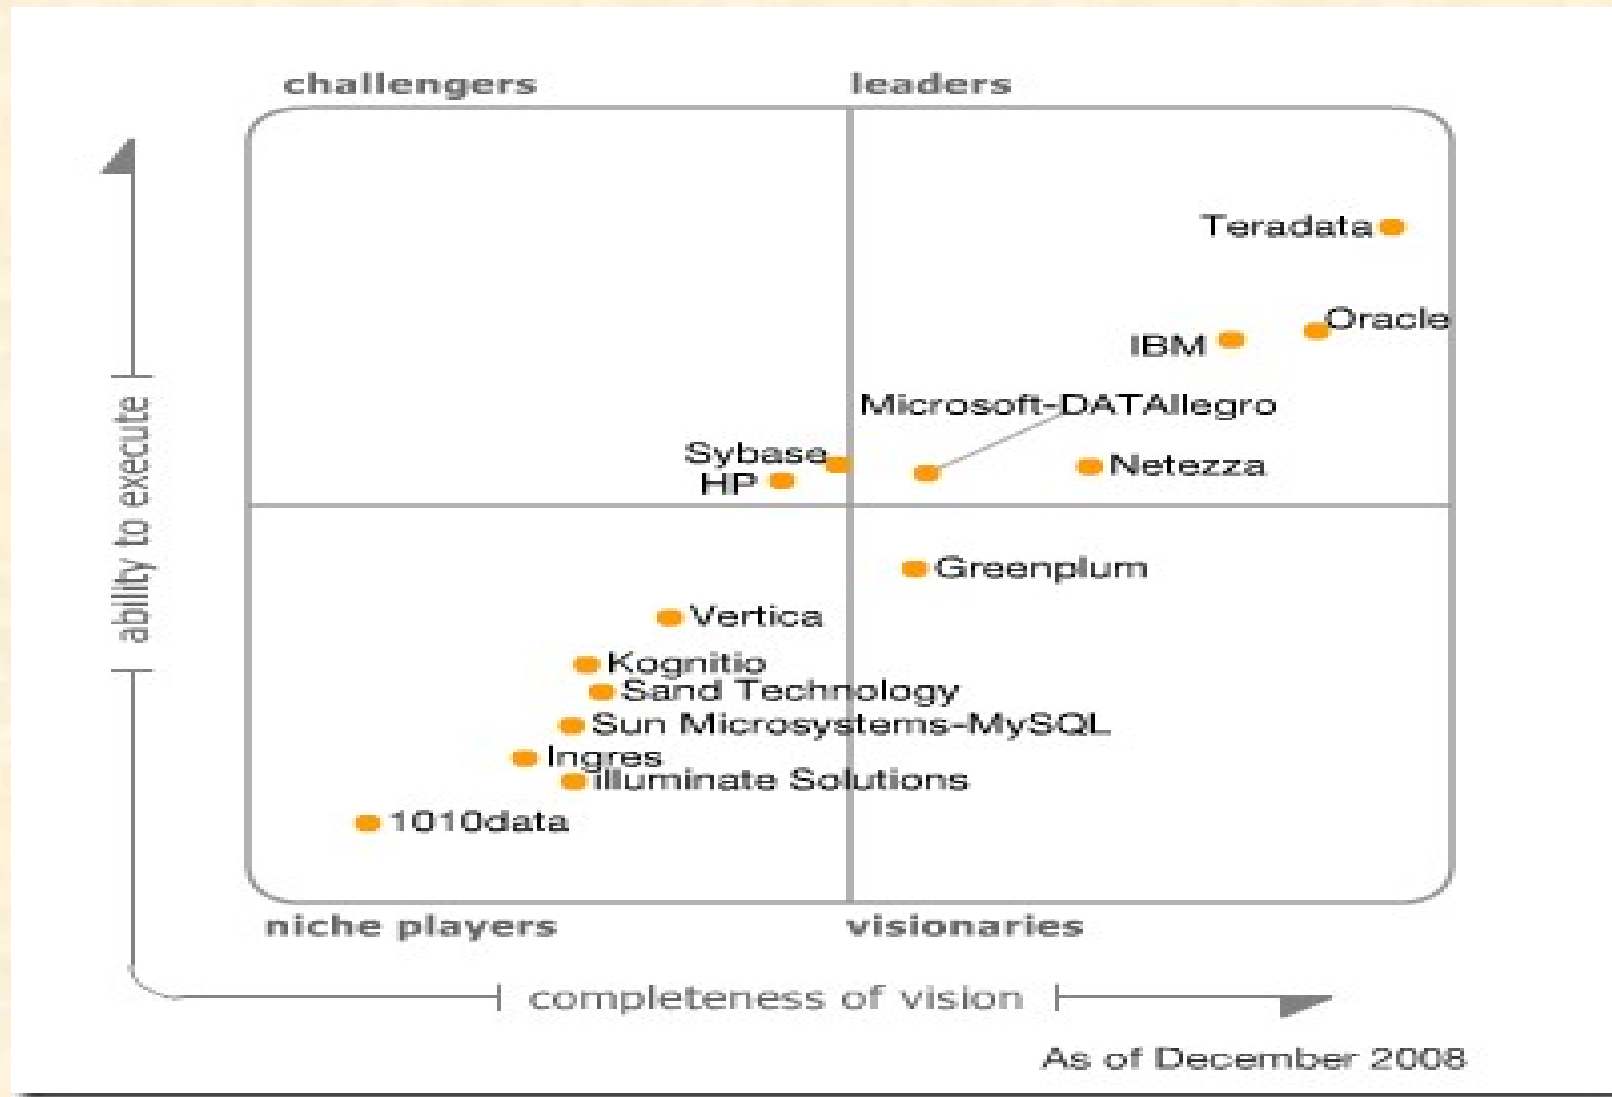 challengers
leaders
Teradata
Oracle
IBM
Microsoft-DATAllegro
Sybase
Netezza
HP
ability to execute
Greenplum
Vertica
Kognitio
Sand Technology
Sun Microsystems-MySQL
Ingres
Illuminate Solutions
1010data
niche players
visionaries
completeness of vision
As of December 2008